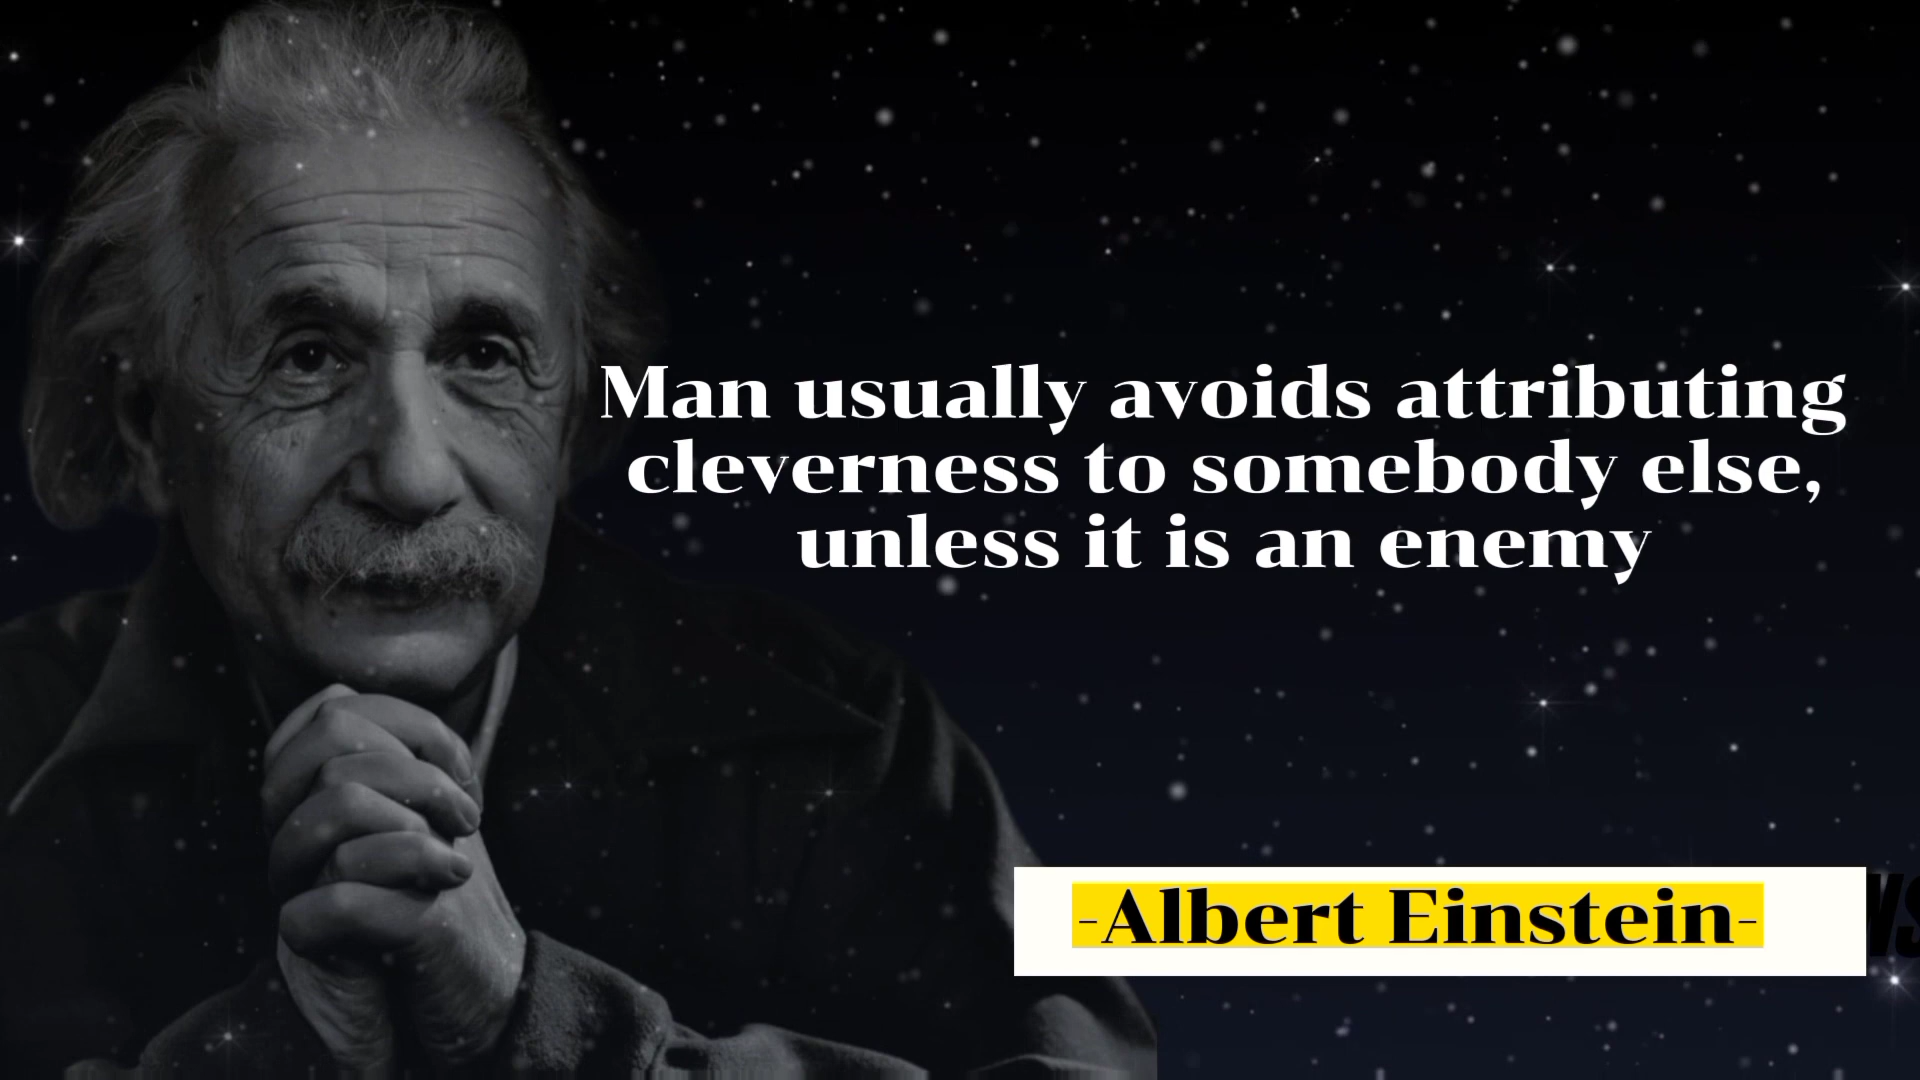 Man usually avoids attributing
cleverness to somebody else,
unless it is an enemy
-Albert Einstein-